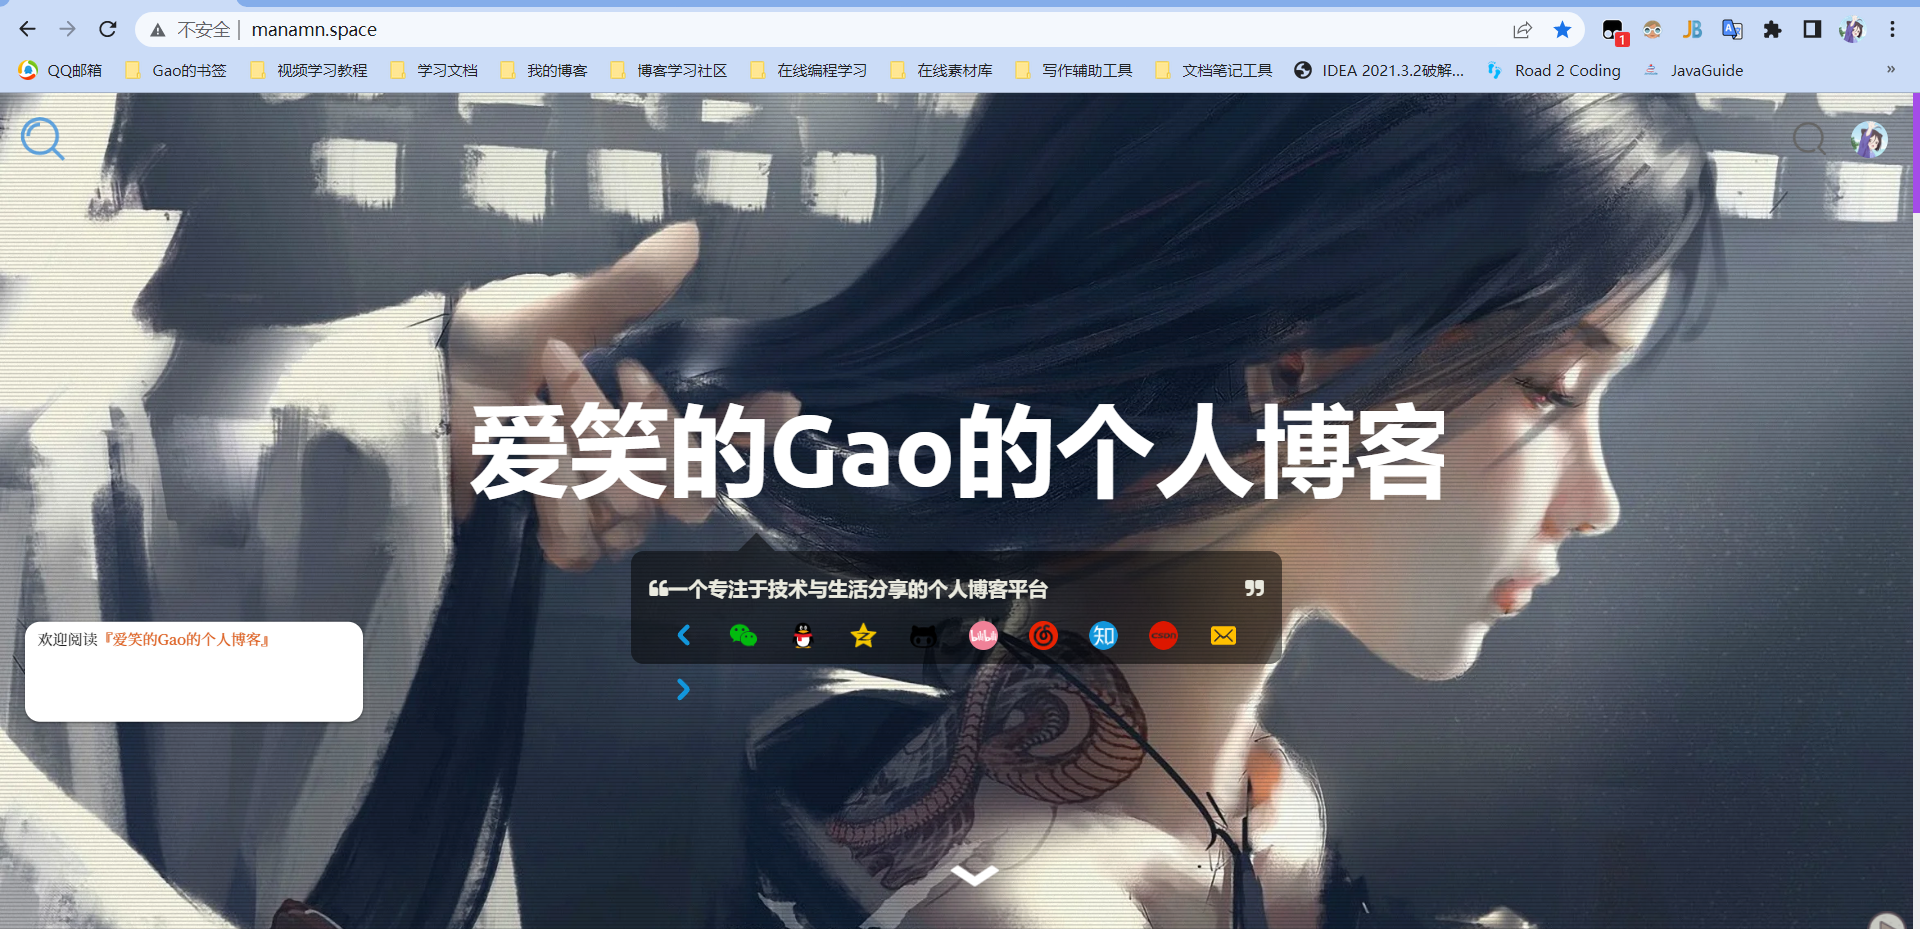 不安全 | manamn.space
1
QQ邮箱 Gao的书签 视频学习教程 学习文档 我的博客 博客学习社区 在线编程学习 在线素材库 写作辅助工具 文档笔记工具 IDEA 2021.3.2破解... Road 2 Coding JavaGuide »
爱笑的Gao的个人博客
❝一个专注于技术与生活分享的个人博客平台 ❞
bilibili 知 CSDN
欢迎阅读『爱笑的Gao的个人博客』